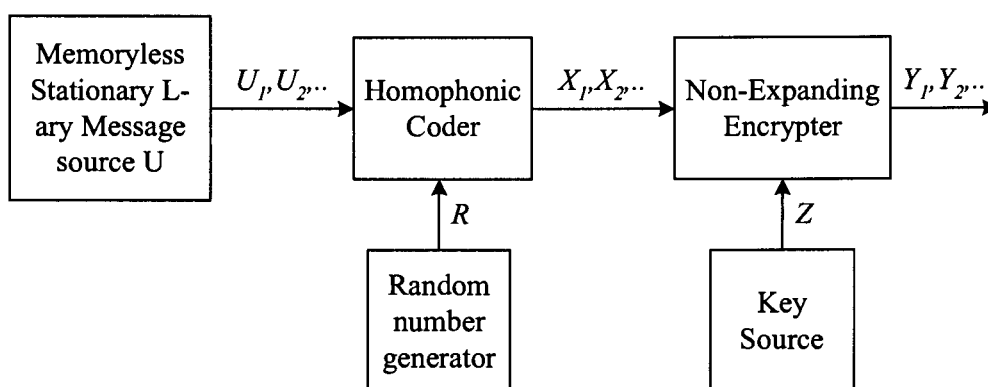 Memoryless
Stationary L-
ary Message
source U
U₁,U₂,..
Homophonic
Coder
X₁,X₂,..
Non-Expanding
Encrypter
Y₁,Y₂,..
R
Z
Random
number
generator
Key
Source